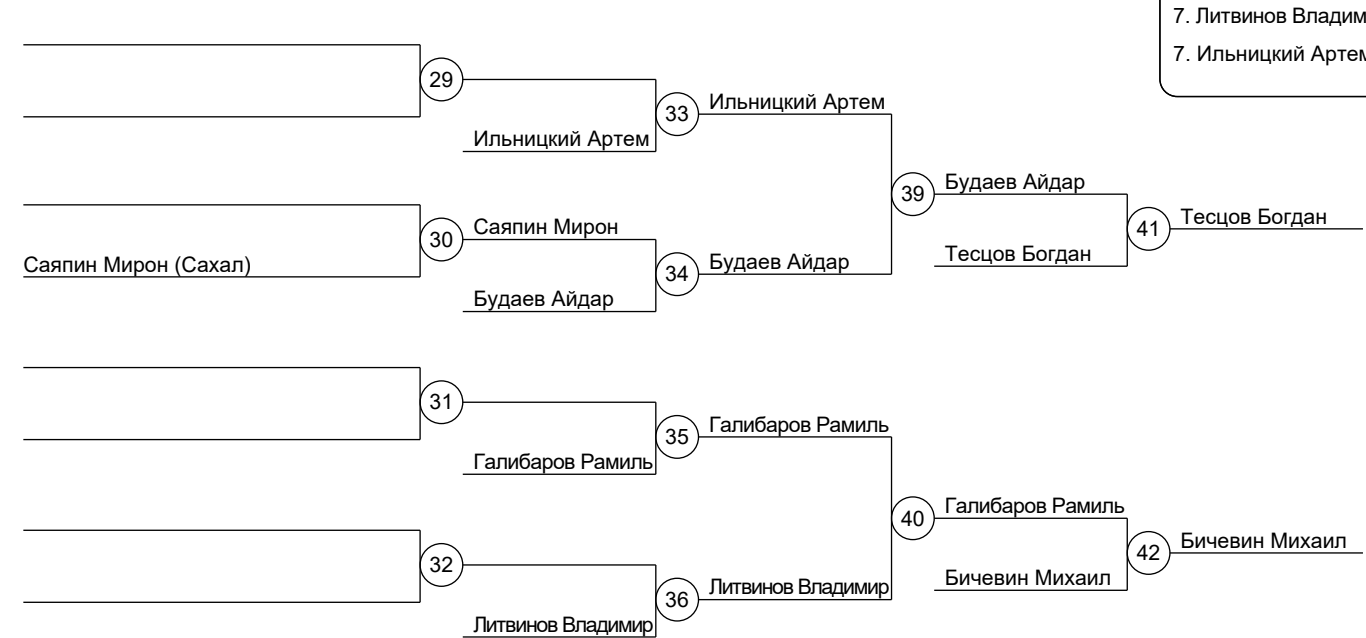 7. Литвинов Владим
7. Ильницкий Артем
29
Ильницкий Артем
33
Ильницкий Артем
Саяпин Мирон (Сахал)
30
Саяпин Мирон
Будаев Айдар
34
Будаев Айдар
39
Будаев Айдар
Тесцов Богдан
41
Тесцов Богдан
31
Галибаров Рамиль
35
Галибаров Рамиль
32
Литвинов Владимир
36
Литвинов Владимир
40
Галибаров Рамиль
Бичевин Михаил
42
Бичевин Михаил